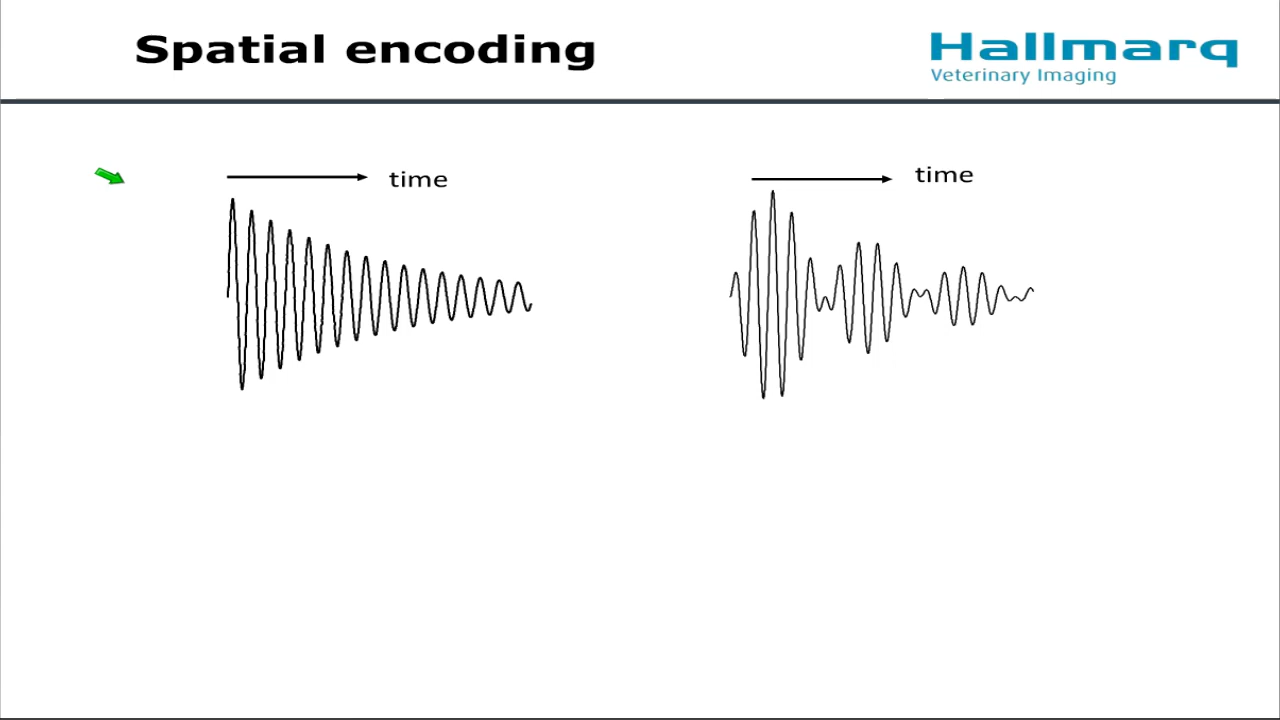 Spatial encoding
Hallmarq
Veterinary Imaging
time
time